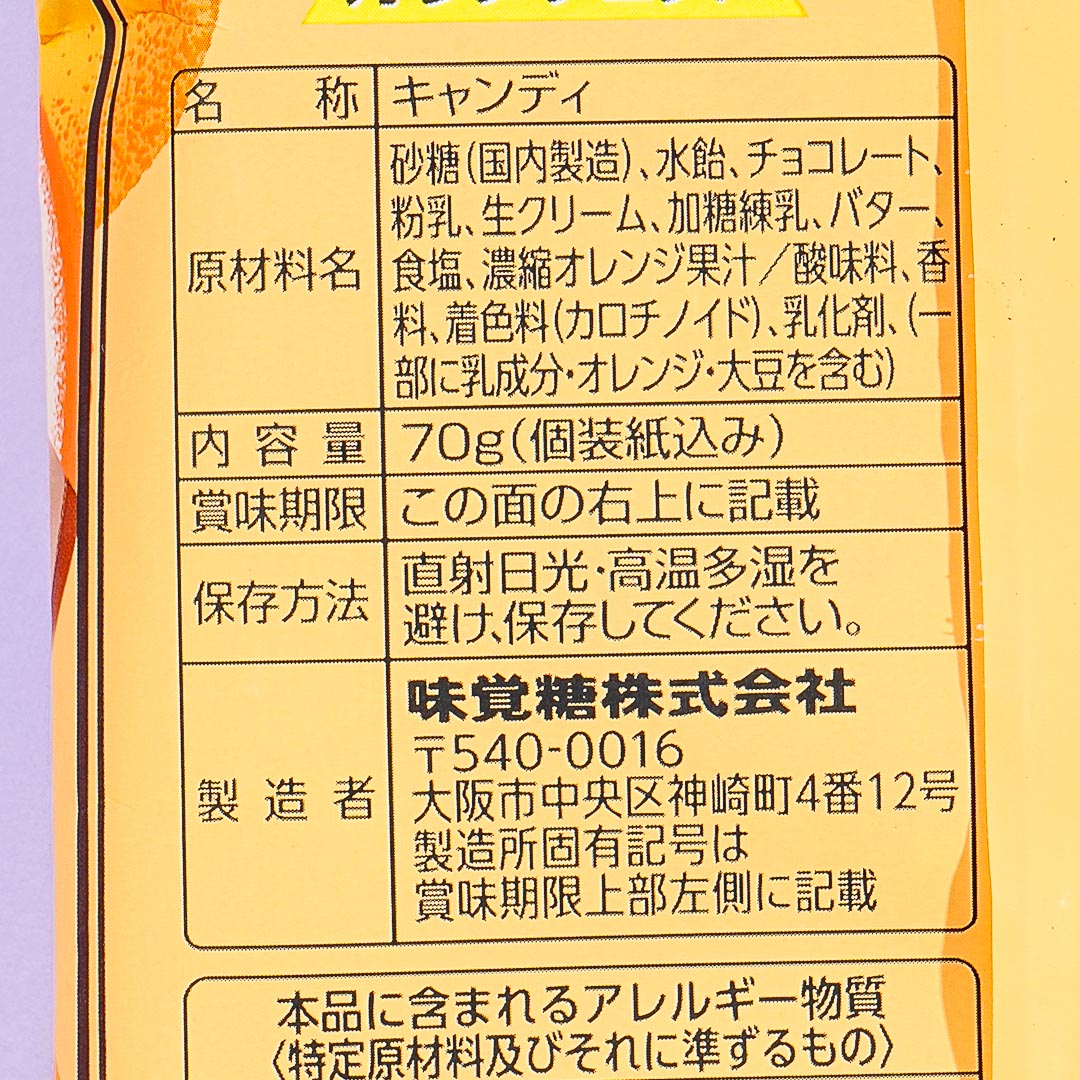 名称 キャンディ
原材料名
砂糖(国内製造)、水飴、チョコレート、
粉乳、生クリーム、加糖練乳、バター、
食塩、濃縮オレンジ果汁／酸味料、香
料、着色料(カロチノイド)、乳化剤、(一
部に乳成分・オレンジ・大豆を含む)
内容量 70g(個装紙込み)
賞味期限 この面の右上に記載
保存方法
直射日光・高温多湿を
避け、保存してください。
製造者
味覚糖株式会社
〒540-0016
大阪市中央区神崎町4番12号
製造所固有記号は
賞味期限上部左側に記載
本品に含まれるアレルギー物質
〈特定原材料及びそれに準ずるもの〉